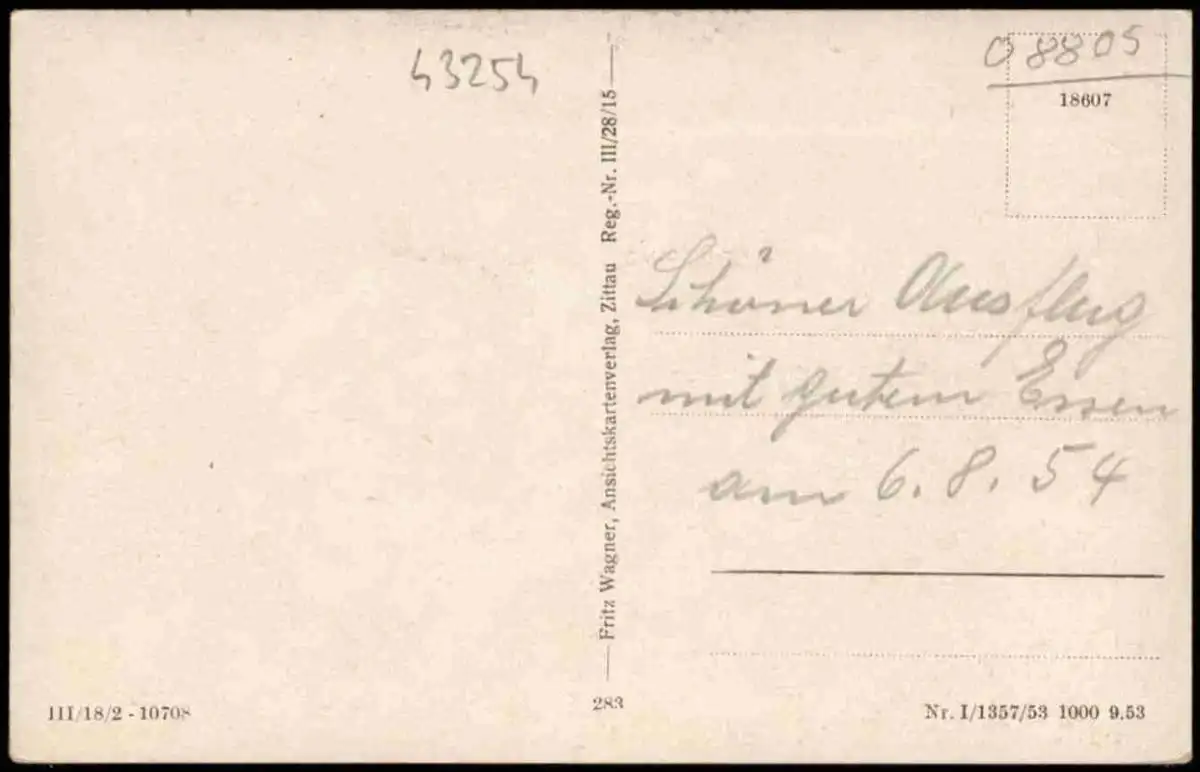 43254
08805
18607
Fritz Wagner, Ansichtskartenverlag, Zittau Reg.-Nr. III/28/15
Schöner Ausflug
mit gutem Essen
am 6. 8. 54
III/18/2 - 10708
283
Nr. I/1357/53 1000 9.53